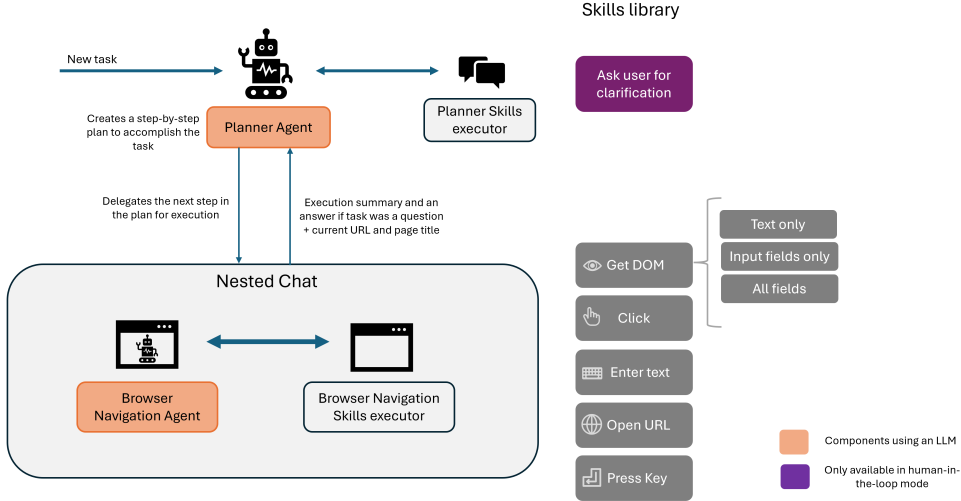 Skills library
New task
Ask user for
clarification
Creates a step-by-step
plan to accomplish the
task
Planner Agent
Planner Skills
executor
Delegates the next step in
the plan for execution
Execution summary and an
answer if task was a question
+ current URL and page title
Text only
Input fields only
All fields
Get DOM
Click
Enter text
Open URL
Press Key
Nested Chat
Browser
Navigation Agent
Browser Navigation
Skills executor
Components using an LLM
Only available in human-in-
the-loop mode